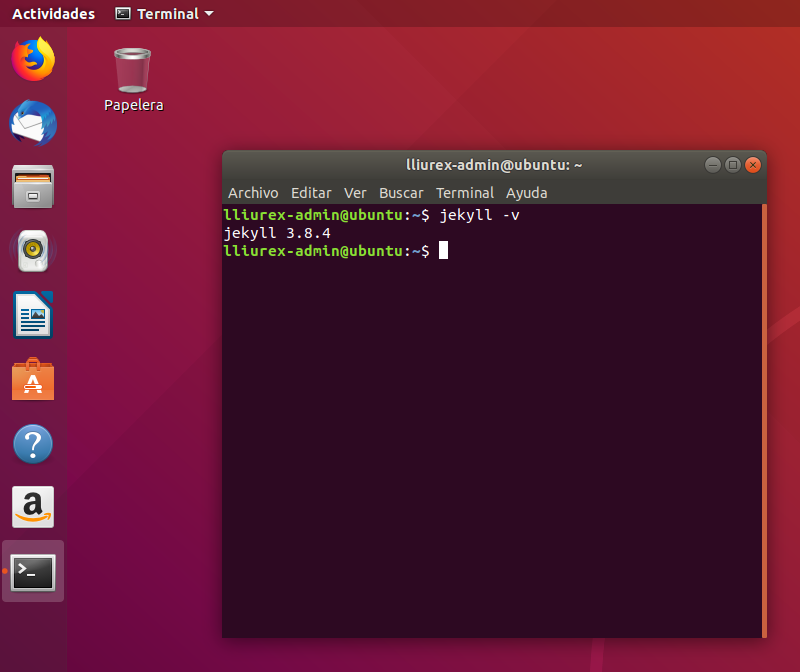 Actividades
Terminal
Papelera
lliurex-admin@ubuntu: ~
Archivo Editar Ver Buscar Terminal Ayuda
lliurex-admin@ubuntu:~$ jekyll -v
jekyll 3.8.4
lliurex-admin@ubuntu:~$